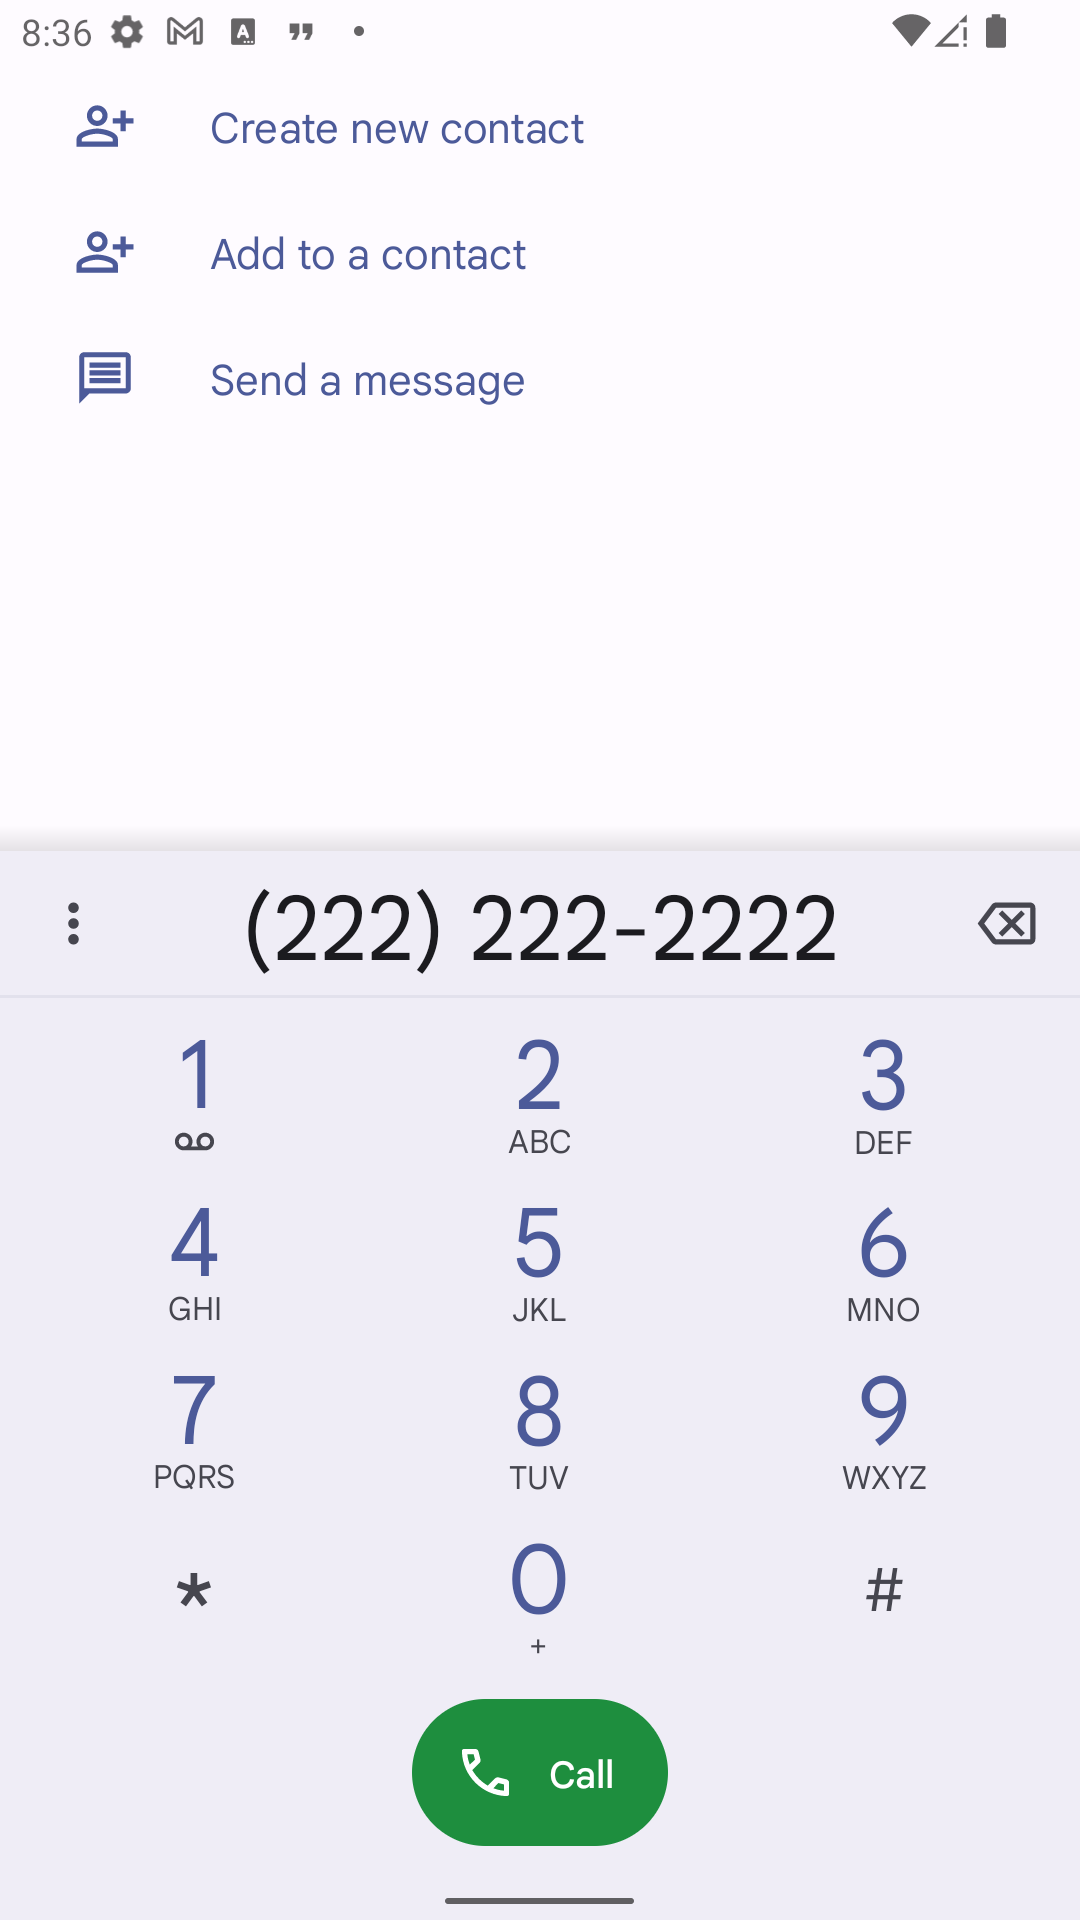 8:36
Create new contact
Add to a contact
Send a message
(222) 222-2222
1
2
ABC
3
DEF
4
GHI
5
JKL
6
MNO
7
PQRS
8
TUV
9
WXYZ
*
0
+
#
Call